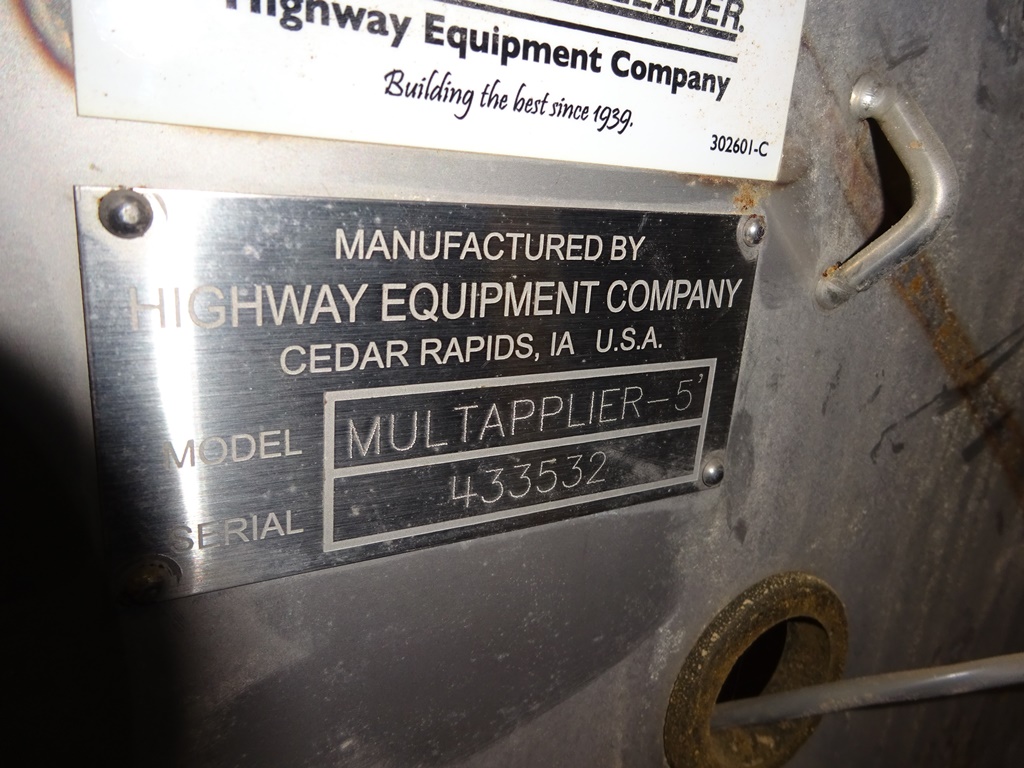 LEADER.
Highway Equipment Company
Building the best since 1939.
302601-C
MANUFACTURED BY
HIGHWAY EQUIPMENT COMPANY
CEDAR RAPIDS, IA U.S.A.
MODEL MULTAPPLIER-5'
SERIAL 433532